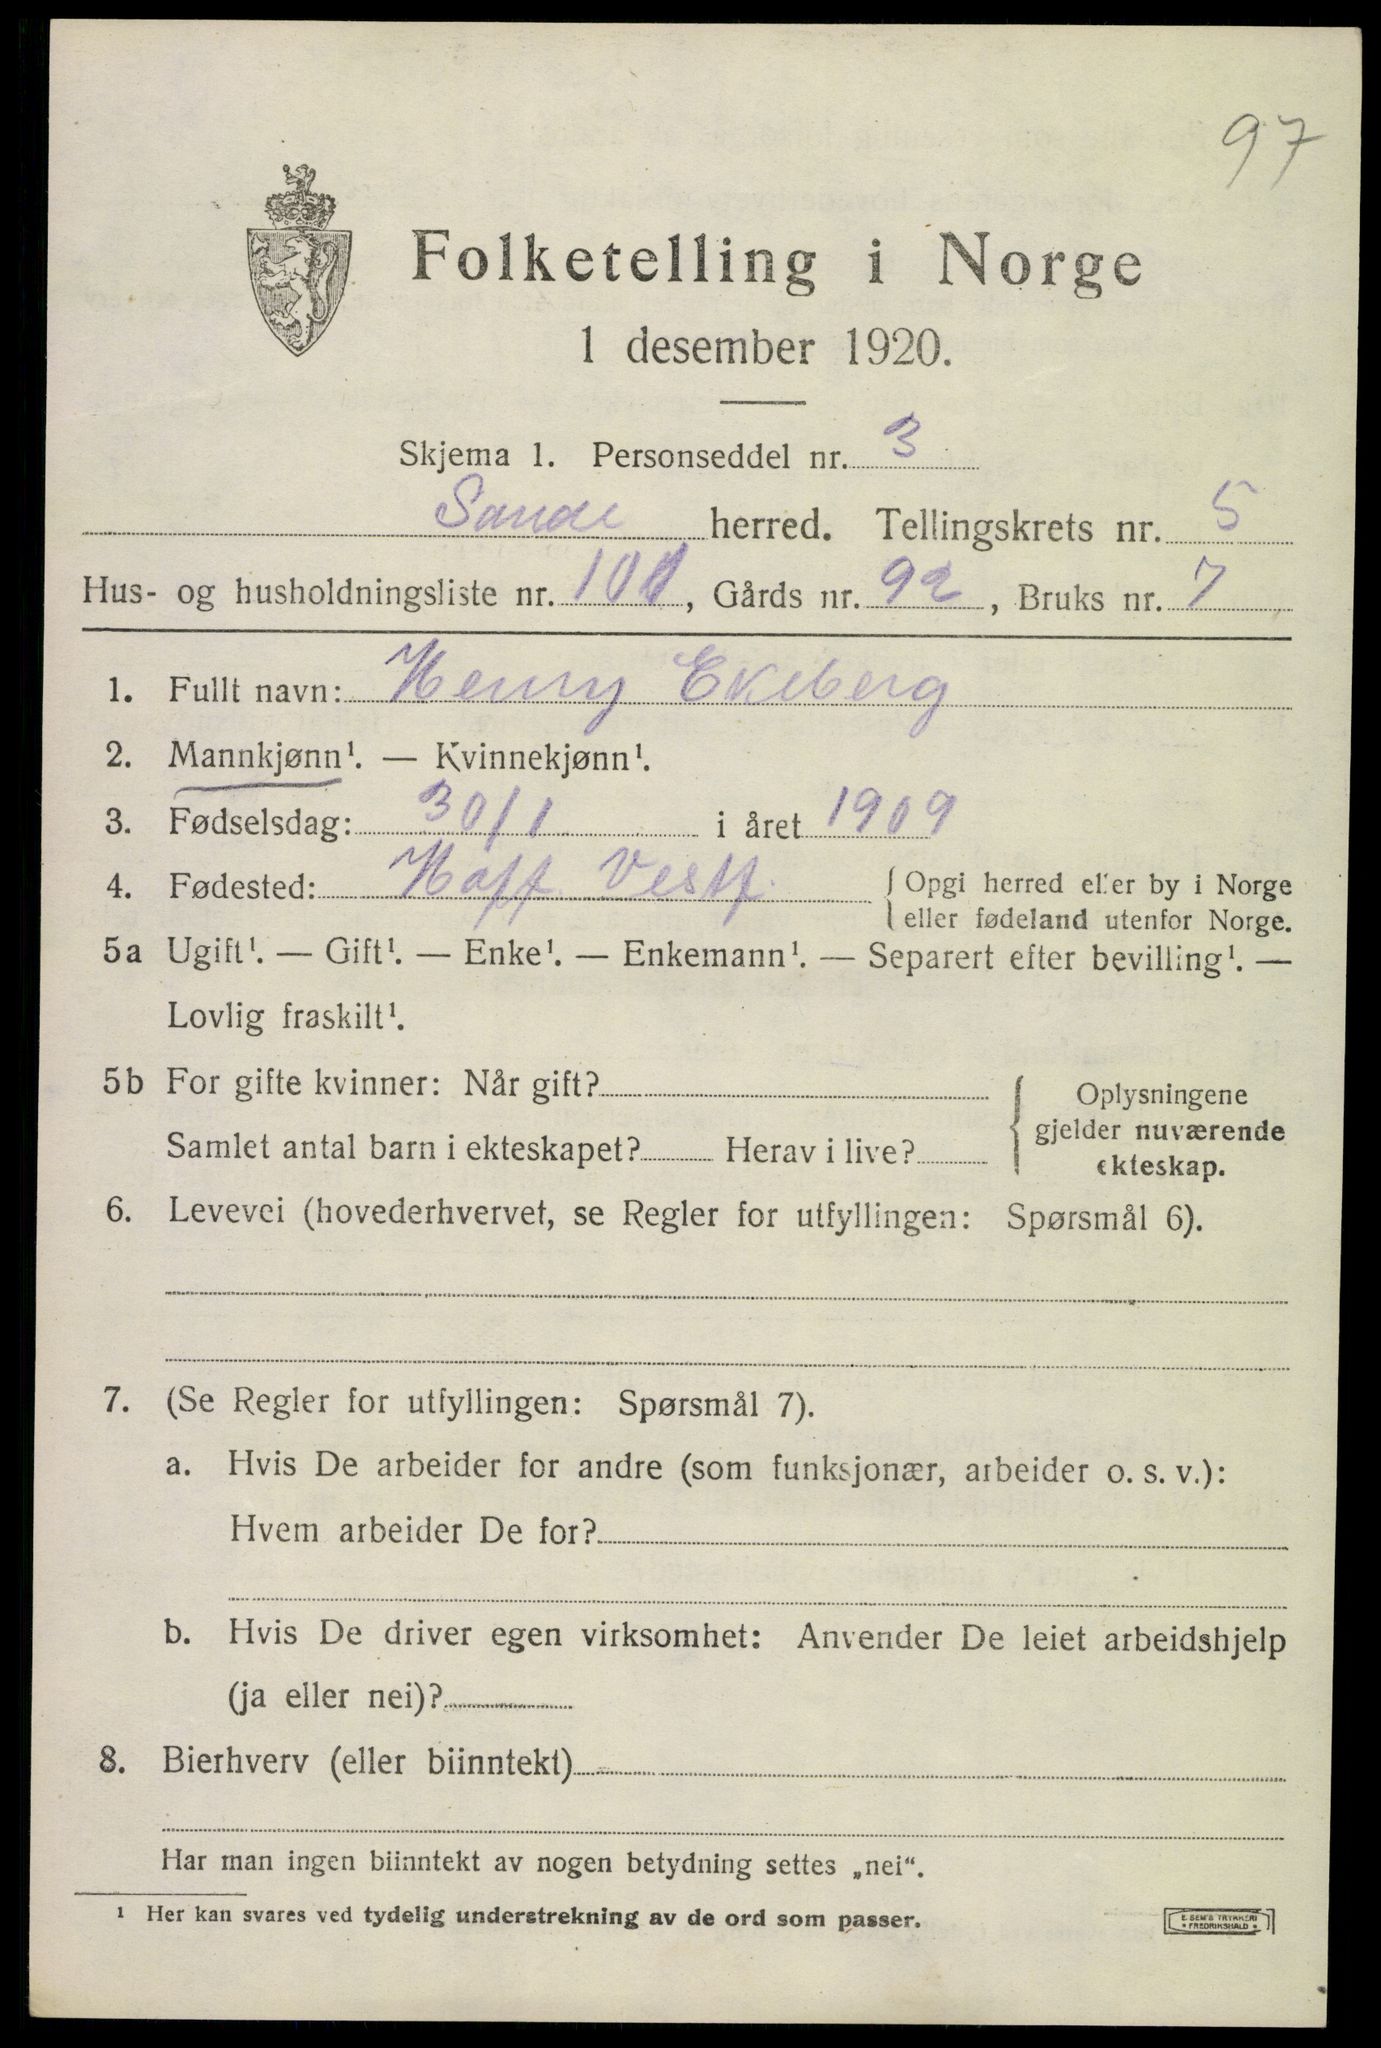 97
Folketelling i Norge
1 desember 1920.
Skjema 1. Personseddel nr. 3
Sande herred. Tellingskrets nr. 5
Hus- og husholdningsliste nr. 101, Gårds nr. 92, Bruks nr. 7
1. Fullt navn: Henry Ekeberg
2. Mannkjønn¹. — Kvinnekjønn¹.
3. Fødselsdag: 30/1 i året 1909
4. Fødested: Hoff. Vestf. { Opgi herred eller by i Norge
eller fødeland utenfor Norge.
5a Ugift¹. — Gift¹. — Enke¹. — Enkemann¹. — Separert efter bevilling¹. —
Lovlig fraskilt¹.
5b For gifte kvinner: Når gift? { Oplysningene
gjelder nuværende
Samlet antal barn i ekteskapet? Herav i live? ekteskap.
6. Levevei (hovederhvervet, se Regler for utfyllingen: Spørsmål 6).
7. (Se Regler for utfyllingen: Spørsmål 7).
a. Hvis De arbeider for andre (som funksjonær, arbeider o. s. v.):
Hvem arbeider De for?
b. Hvis De driver egen virksomhet: Anvender De leiet arbeidshjelp
(ja eller nei)?
8. Bierhverv (eller biinntekt)
Har man ingen biinntekt av nogen betydning settes „nei“.
¹ Her kan svares ved tydelig understrekning av de ord som passer.
E. SEM'S TRYKKERI
• FREDRIKSHALD •